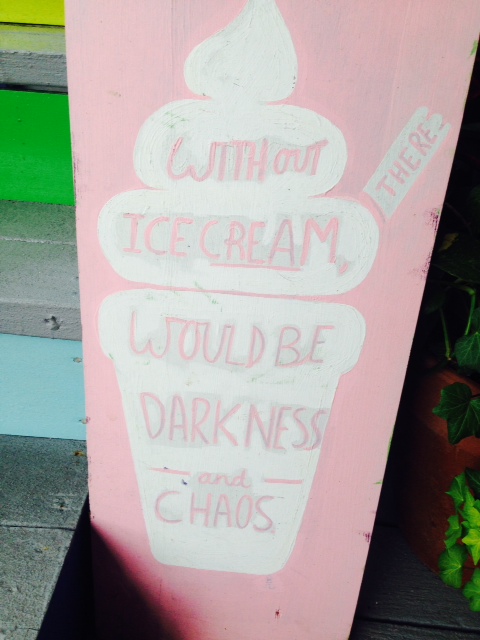 WITHOUT
ICE CREAM,
THERE
WOULD BE
DARKNESS
and
CHAOS